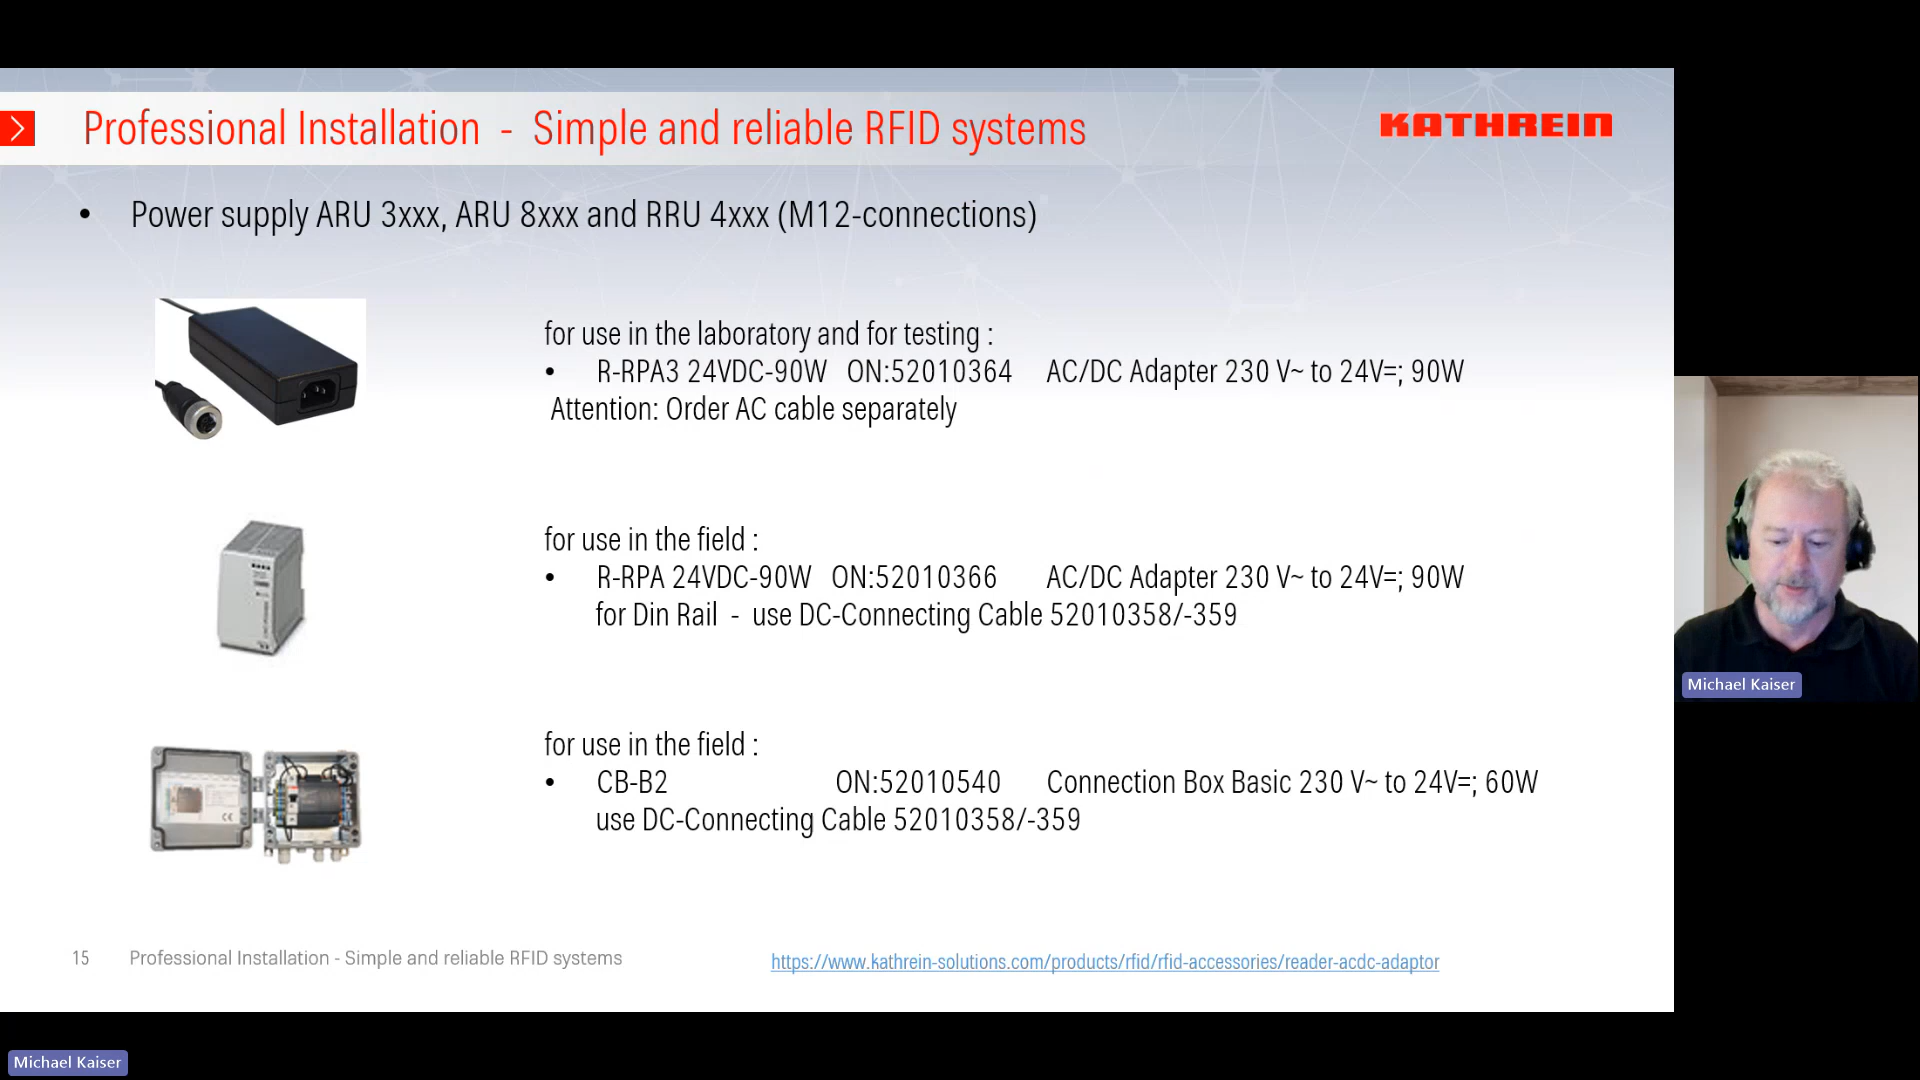 Professional Installation - Simple and reliable RFID systems
KATHREIN
• Power supply ARU 3xxx, ARU 8xxx and RRU 4xxx (M12-connections)
for use in the laboratory and for testing :
• R-RPA3 24VDC-90W ON:52010364 AC/DC Adapter 230 V~ to 24V=; 90W
Attention: Order AC cable separately
for use in the field :
• R-RPA 24VDC-90W ON:52010366 AC/DC Adapter 230 V~ to 24V=; 90W
for Din Rail - use DC-Connecting Cable 52010358/-359
for use in the field :
• CB-B2 ON:52010540 Connection Box Basic 230 V~ to 24V=; 60W
use DC-Connecting Cable 52010358/-359
15 Professional Installation - Simple and reliable RFID systems
https://www.kathrein-solutions.com/products/rfid/rfid-accessories/reader-acdc-adaptor
Michael Kaiser
Michael Kaiser